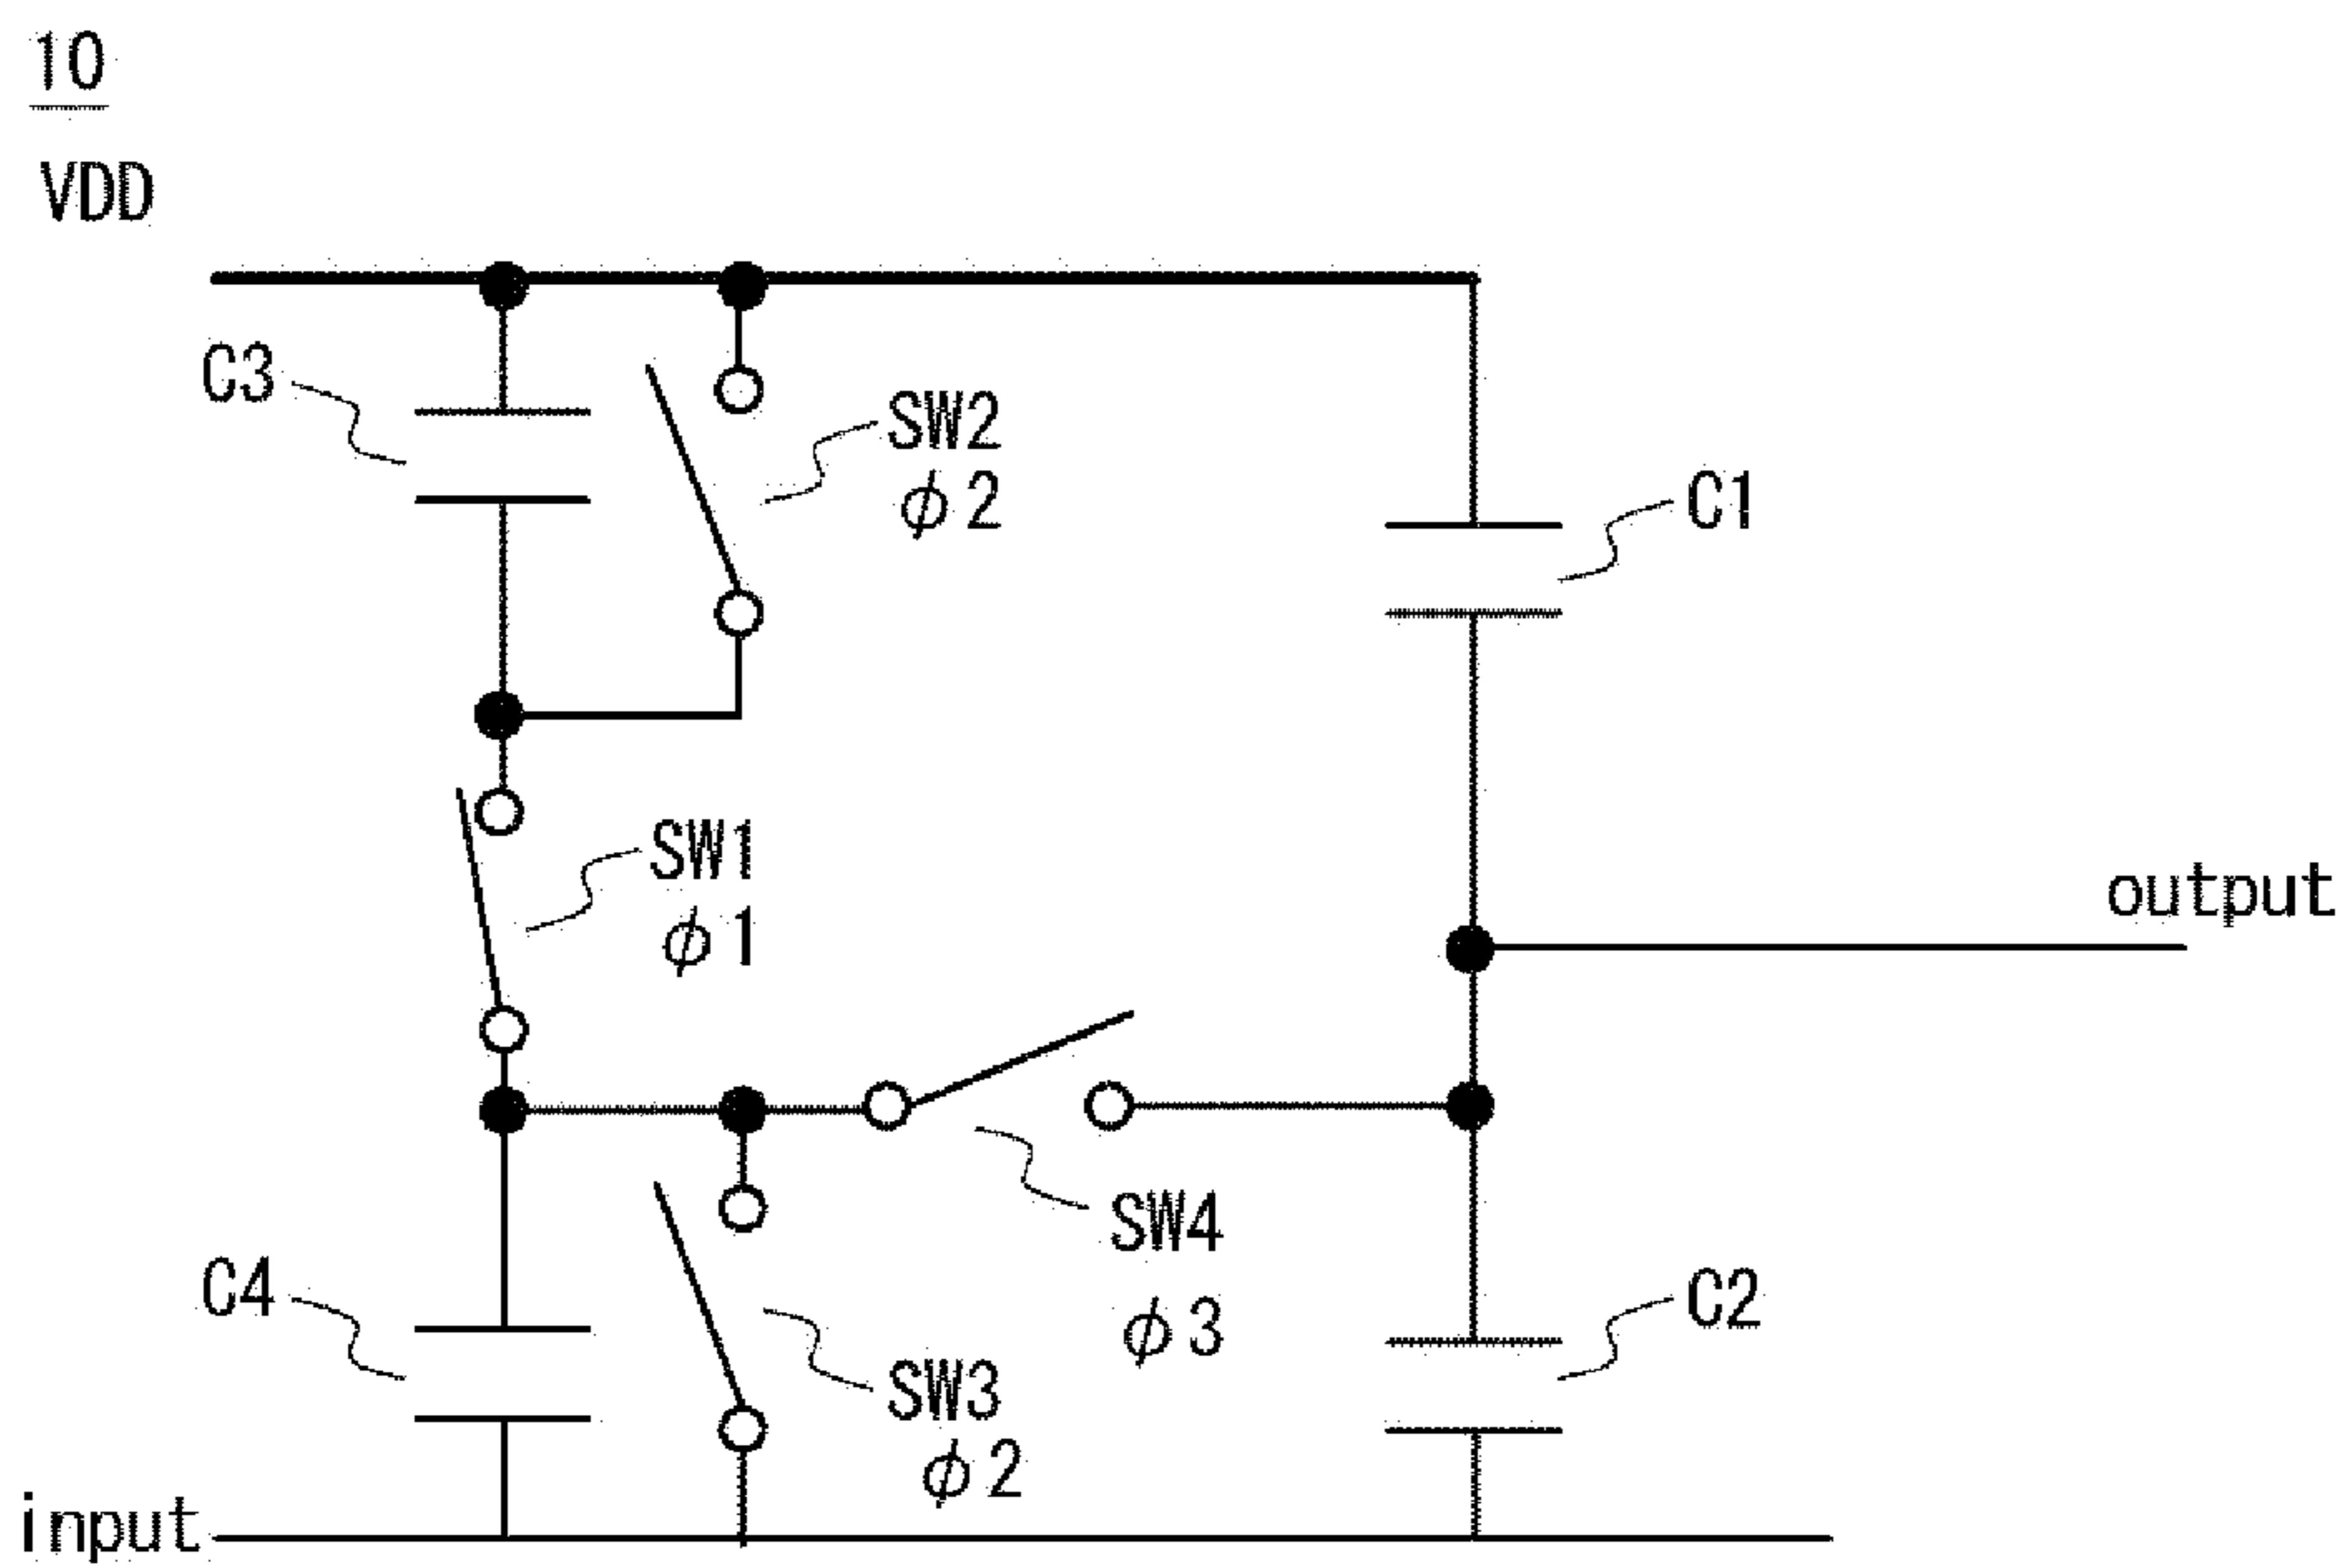 10
VDD
C3
SW2
φ2
C1
SW1
φ1
output
SW4
φ3
C4
C2
SW3
φ2
input